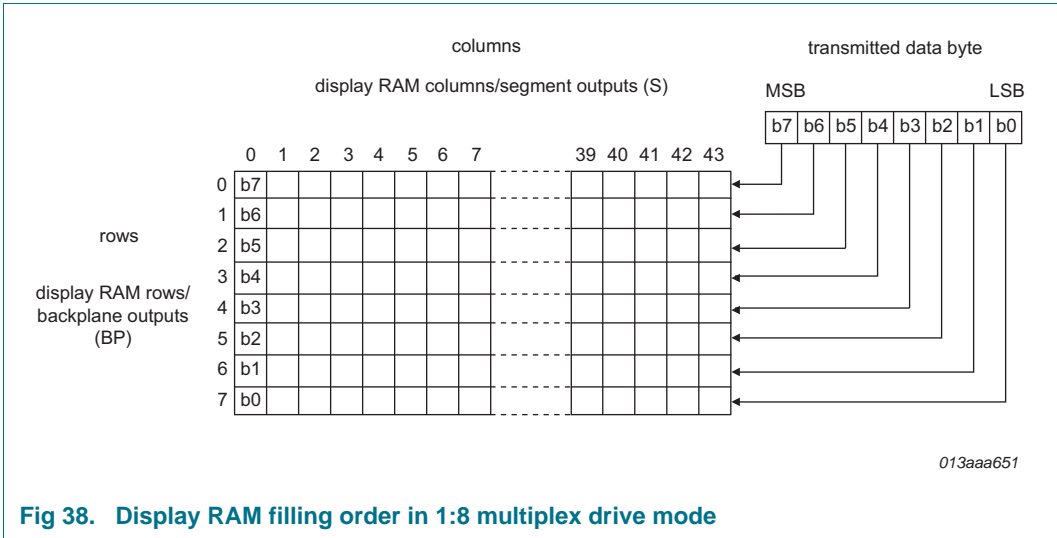 columns
transmitted data byte
display RAM columns/segment outputs (S)
MSB LSB
b7 b6 b5 b4 b3 b2 b1 b0
0 1 2 3 4 5 6 7 39 40 41 42 43
0 b7
1 b6
rows
2 b5
3 b4
display RAM rows/
backplane outputs
(BP)
4 b3
5 b2
6 b1
7 b0
013aaa651
Fig 38. Display RAM filling order in 1:8 multiplex drive mode